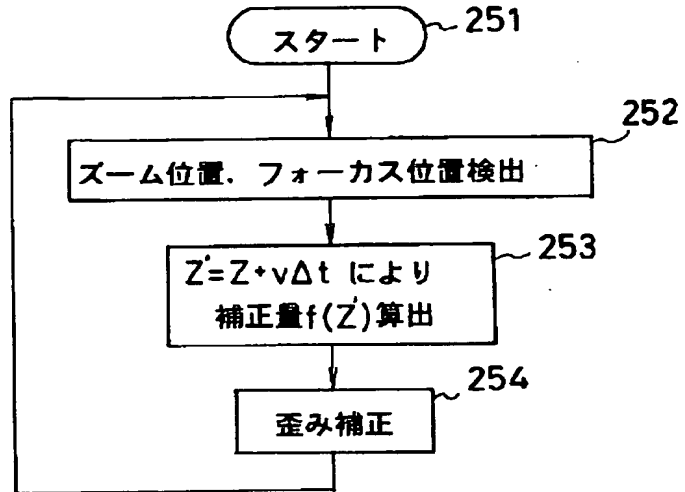 スタート
251
252
ズーム位置、フォーカス位置検出
253
Z'=Z+vΔt により
補正量f(Z')算出
254
歪み補正